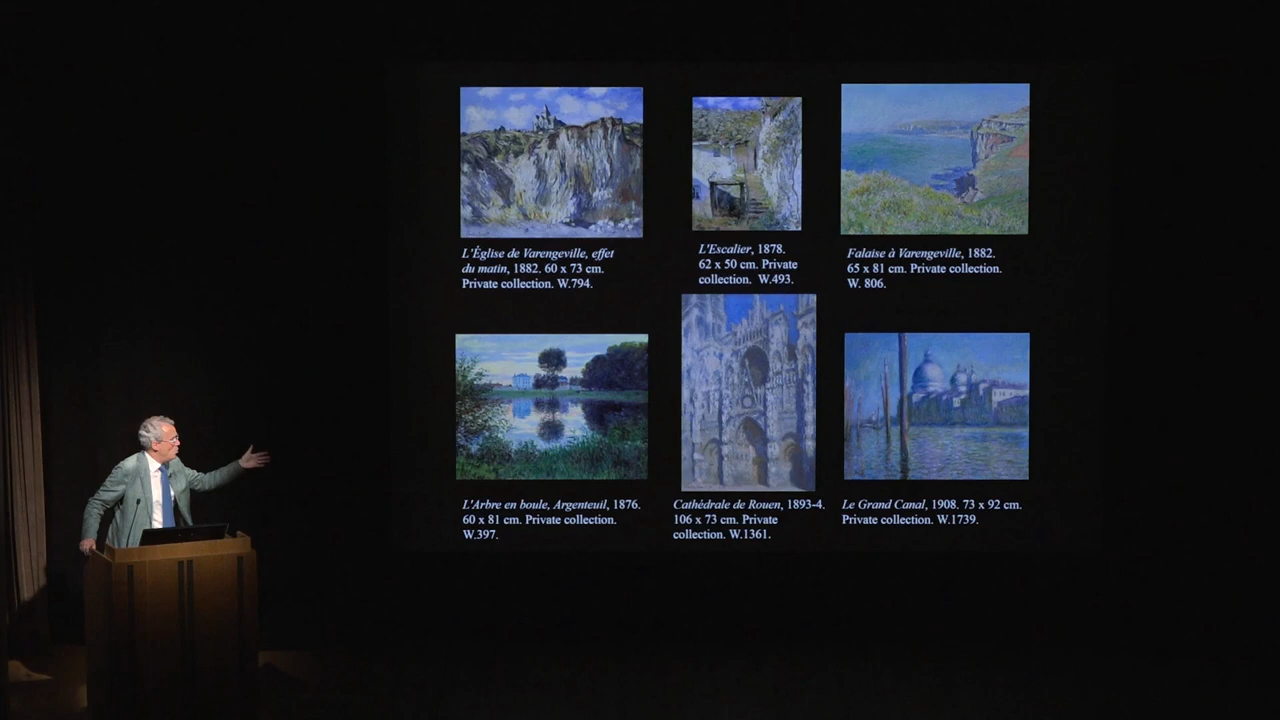 L'Église de Varengeville, effet
du matin, 1882. 60 x 73 cm.
Private collection. W.794.
L'Escalier, 1878.
62 x 50 cm. Private
collection. W.493.
Falaise à Varengeville, 1882.
65 x 81 cm. Private collection.
W. 806.
L'Arbre en boule, Argenteuil, 1876.
60 x 81 cm. Private collection.
W.397.
Cathédrale de Rouen, 1893-4.
106 x 73 cm. Private
collection. W.1361.
Le Grand Canal, 1908. 73 x 92 cm.
Private collection. W.1739.